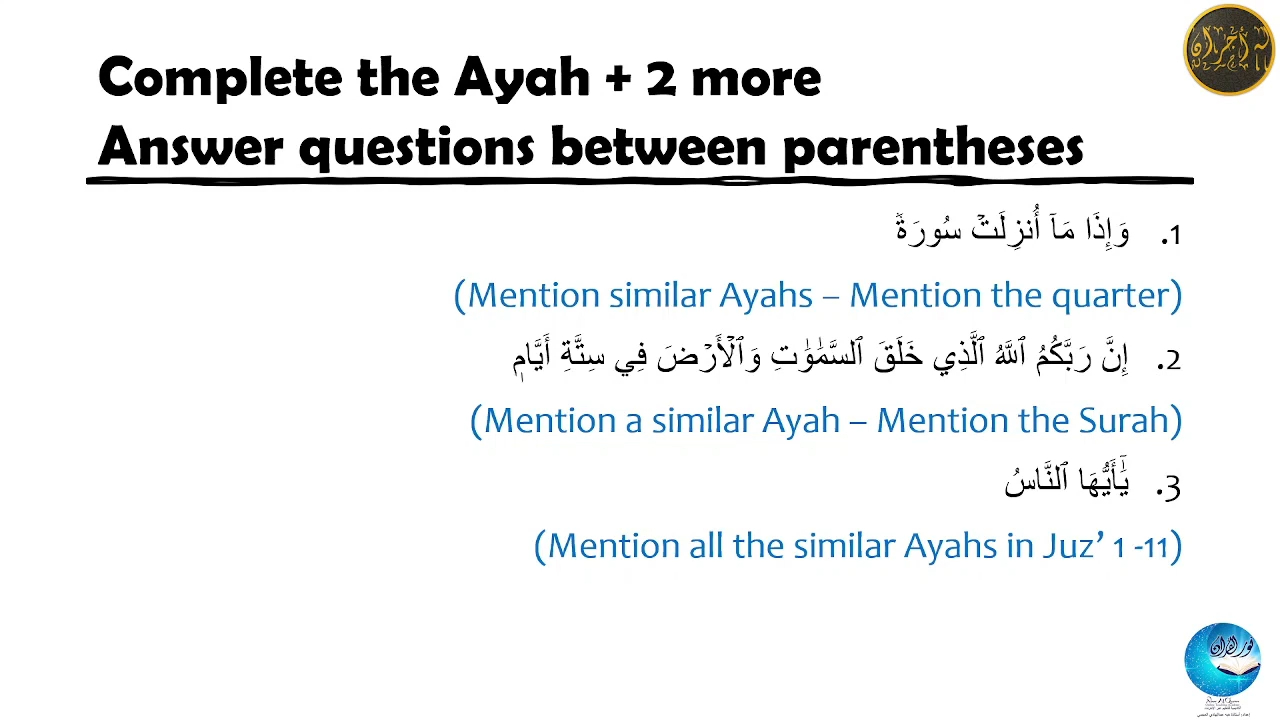 Complete the Ayah + 2 more
Answer questions between parentheses
1. وَإِذَا مَآ أُنزِلَتۡ سُورَةٞ
(Mention similar Ayahs – Mention the quarter)
2. إِنَّ رَبَّكُمُ ٱللَّهُ ٱلَّذِي خَلَقَ ٱلسَّمَٰوَٰتِ وَٱلۡأَرۡضَ فِي سِتَّةِ أَيَّامٖ
(Mention a similar Ayah – Mention the Surah)
3. يَٰٓأَيُّهَا ٱلنَّاسُ
(Mention all the similar Ayahs in Juz’ 1 -11)
نور القرآن